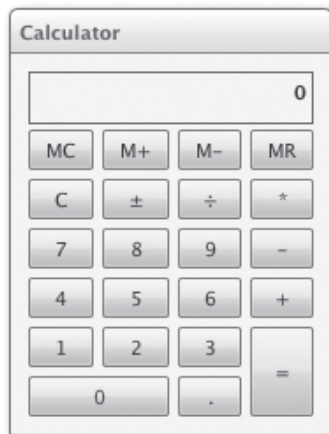 Calculator
0
MC M+ M- MR
C ± ÷ *
7 8 9 -
4 5 6 +
1 2 3 =
0 .